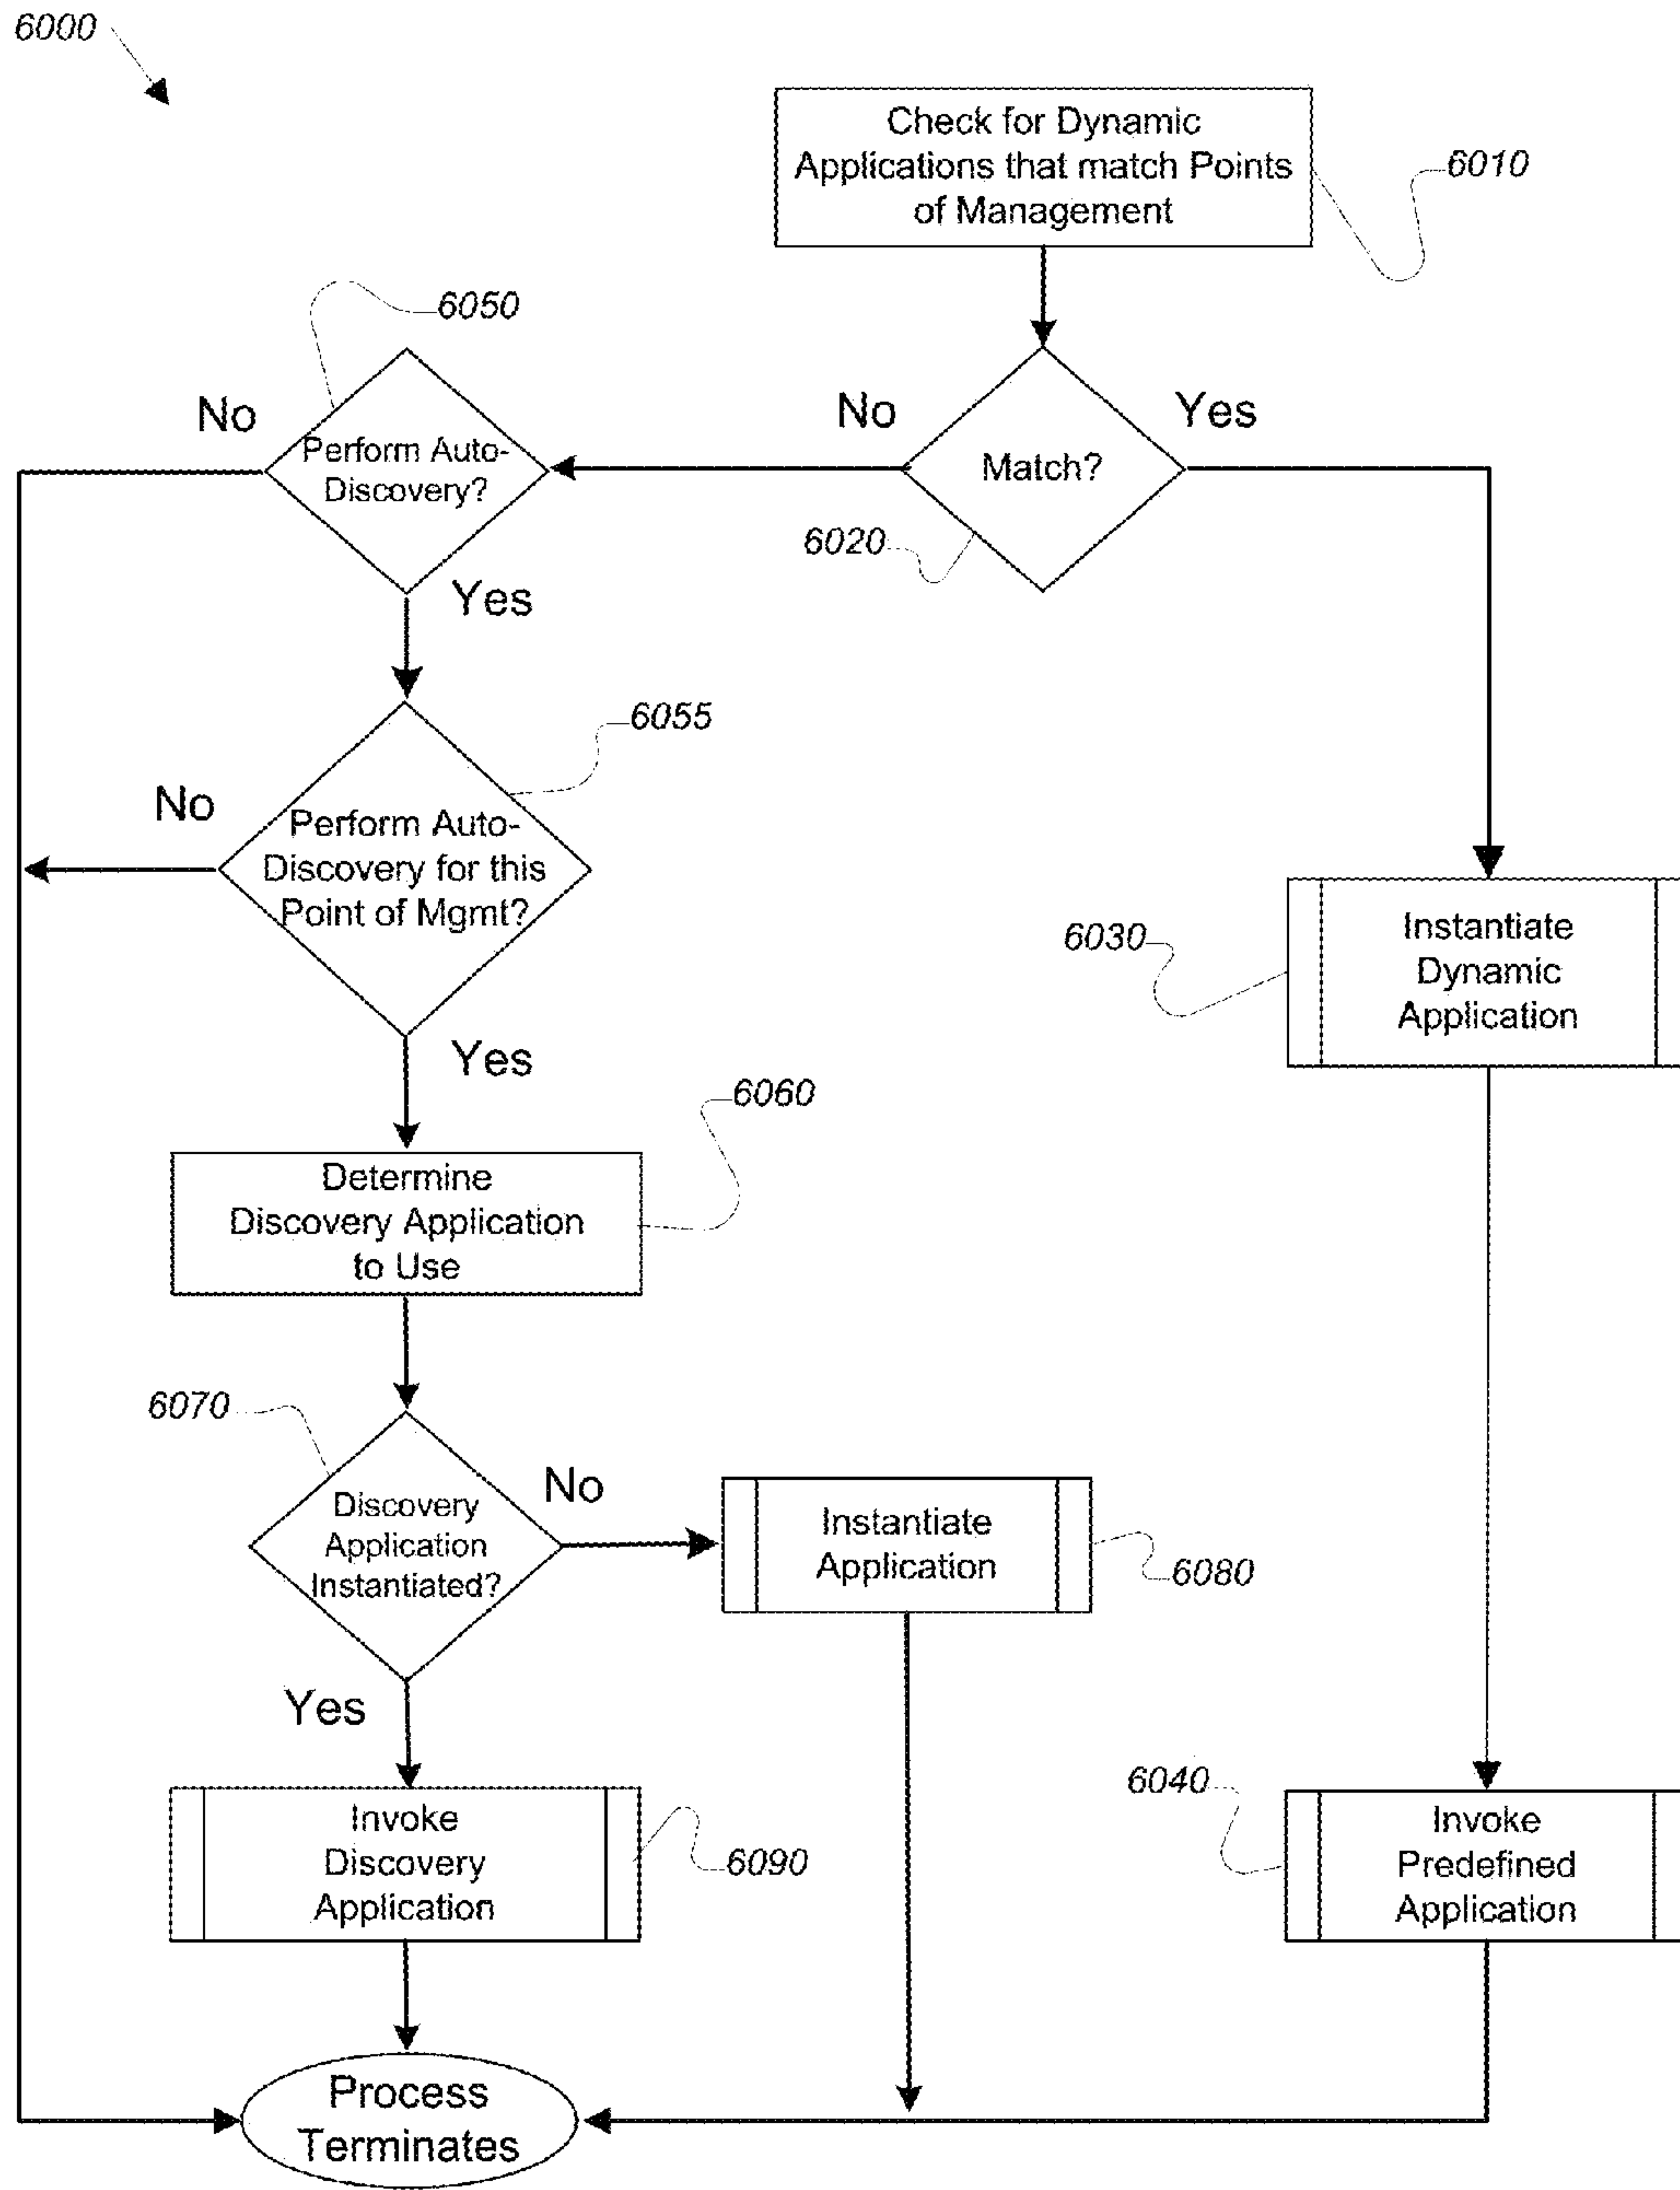 6000
Check for Dynamic
Applications that match Points
of Management
6010
6050
No
Perform Auto-
Discovery?
Yes
No
Match?
Yes
6020
6055
No
Perform Auto-
Discovery for this
Point of Mgmt?
Yes
6030
Instantiate
Dynamic
Application
6060
Determine
Discovery Application
to Use
6070
Discovery
Application
Instantiated?
No
Instantiate
Application
6080
Yes
Invoke
Discovery
Application
6090
6040
Invoke
Predefined
Application
Process
Terminates